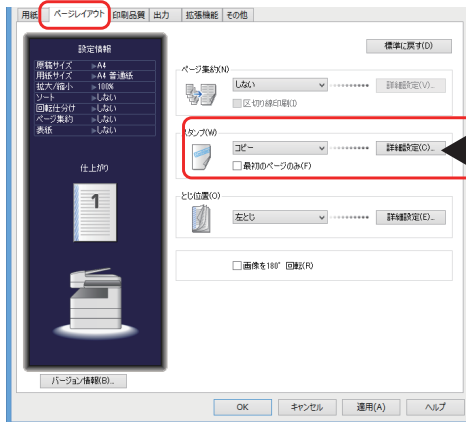 用紙 ページレイアウト 印刷品質 出力 拡張機能 その他
標準に戻す(D)
設定情報
原稿サイズ ▹A4
用紙サイズ ▹A4 普通紙
拡大/縮小 ▹100%
ソート ▹しない
回転仕分け ▹しない
ページ集約 ▹しない
表紙 ▹しない
仕上がり
1
バージョン情報(B)...
ページ集約(N)
しない 詳細設定(V)...
区切り線印刷(I)
スタンプ(W)
コピー 詳細設定(C)...
最初のページのみ(F)
とじ位置(O)
左とじ 詳細設定(E)...
画像を180° 回転(R)
OK キャンセル 適用(A) ヘルプ